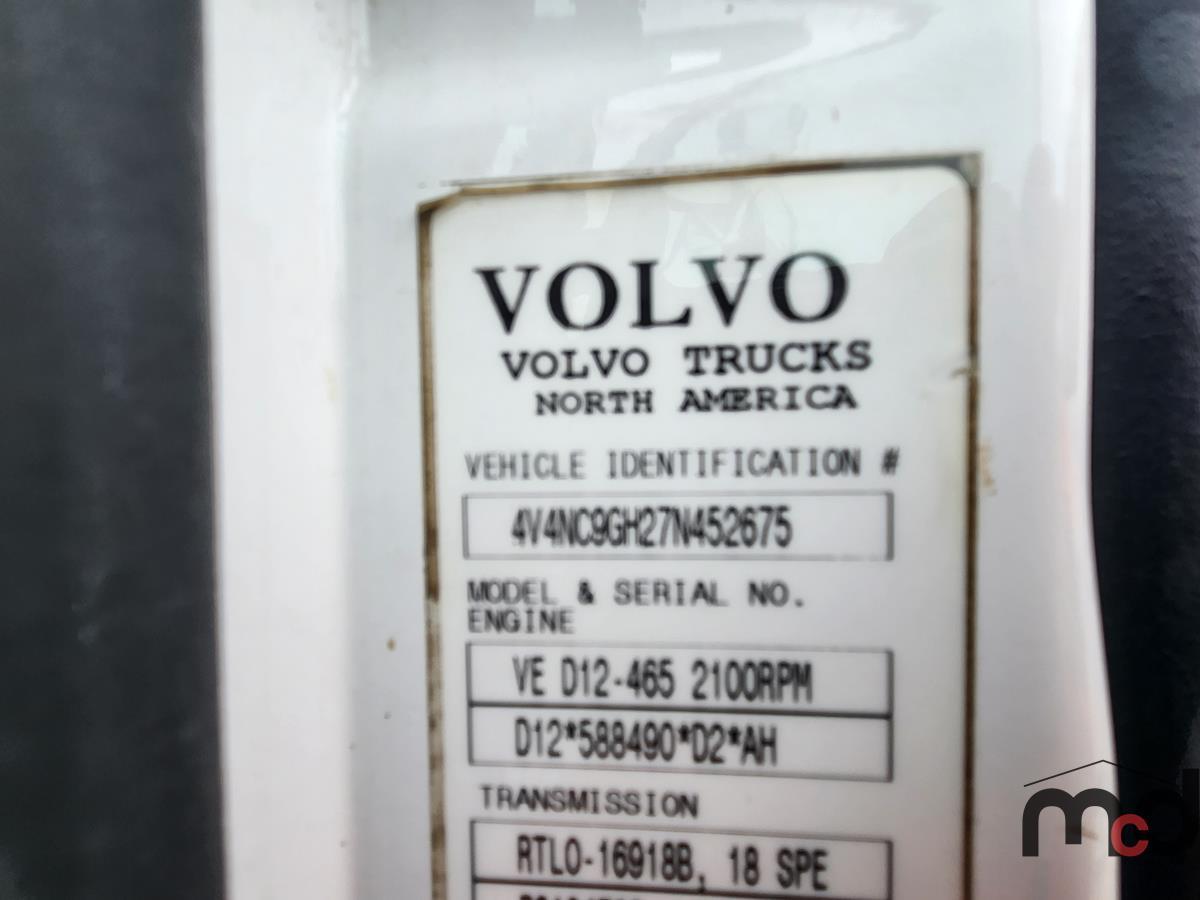 VOLVO
VOLVO TRUCKS
NORTH AMERICA
VEHICLE IDENTIFICATION #
4V4NC9GH27N452675
MODEL & SERIAL NO.
ENGINE
VE D12-465 2100RPM
D12*588490*D2*AH
TRANSMISSION
RTLO-16918B, 18 SPE
mcd